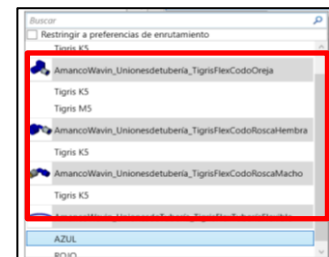 Buscar
Restringir a preferencias de enrutamiento
Tigris K5
AmancoWavin_Unionesdetubería_TigrisFlexCodoOreja
Tigris K5
Tigris M5
AmancoWavin_Unionesdetubería_TigrisFlexCodoRoscaHembra
Tigris K5
AmancoWavin_Unionesdetubería_TigrisFlexCodoRoscaMacho
Tigris K5
AZUL
ROJO